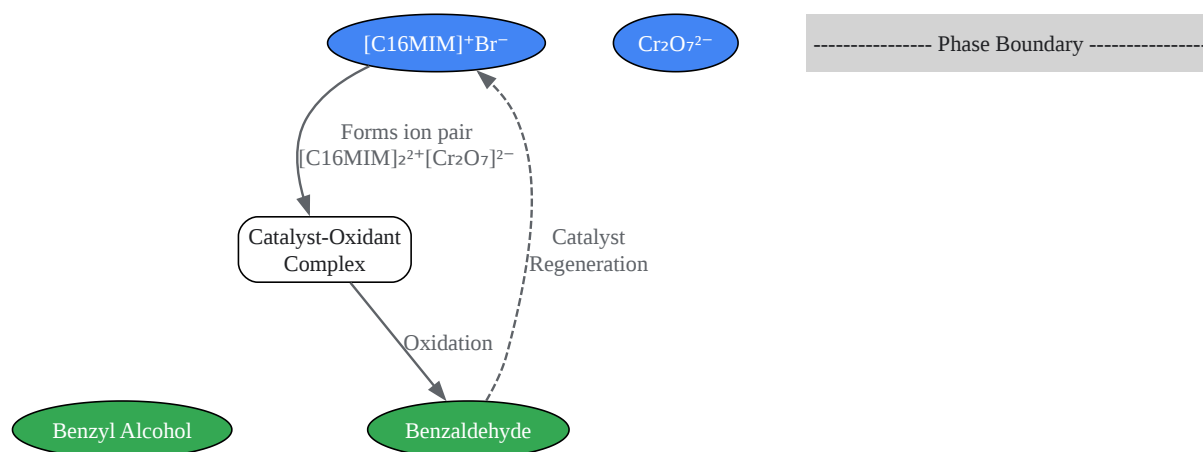 [C16MIM]⁺Br⁻
Cr₂O₇²⁻
---------------- Phase Boundary ----------------
Forms ion pair
[C16MIM]₂²⁺[Cr₂O₇]²⁻
Catalyst-Oxidant
Complex
Catalyst
Regeneration
Oxidation
Benzyl Alcohol
Benzaldehyde